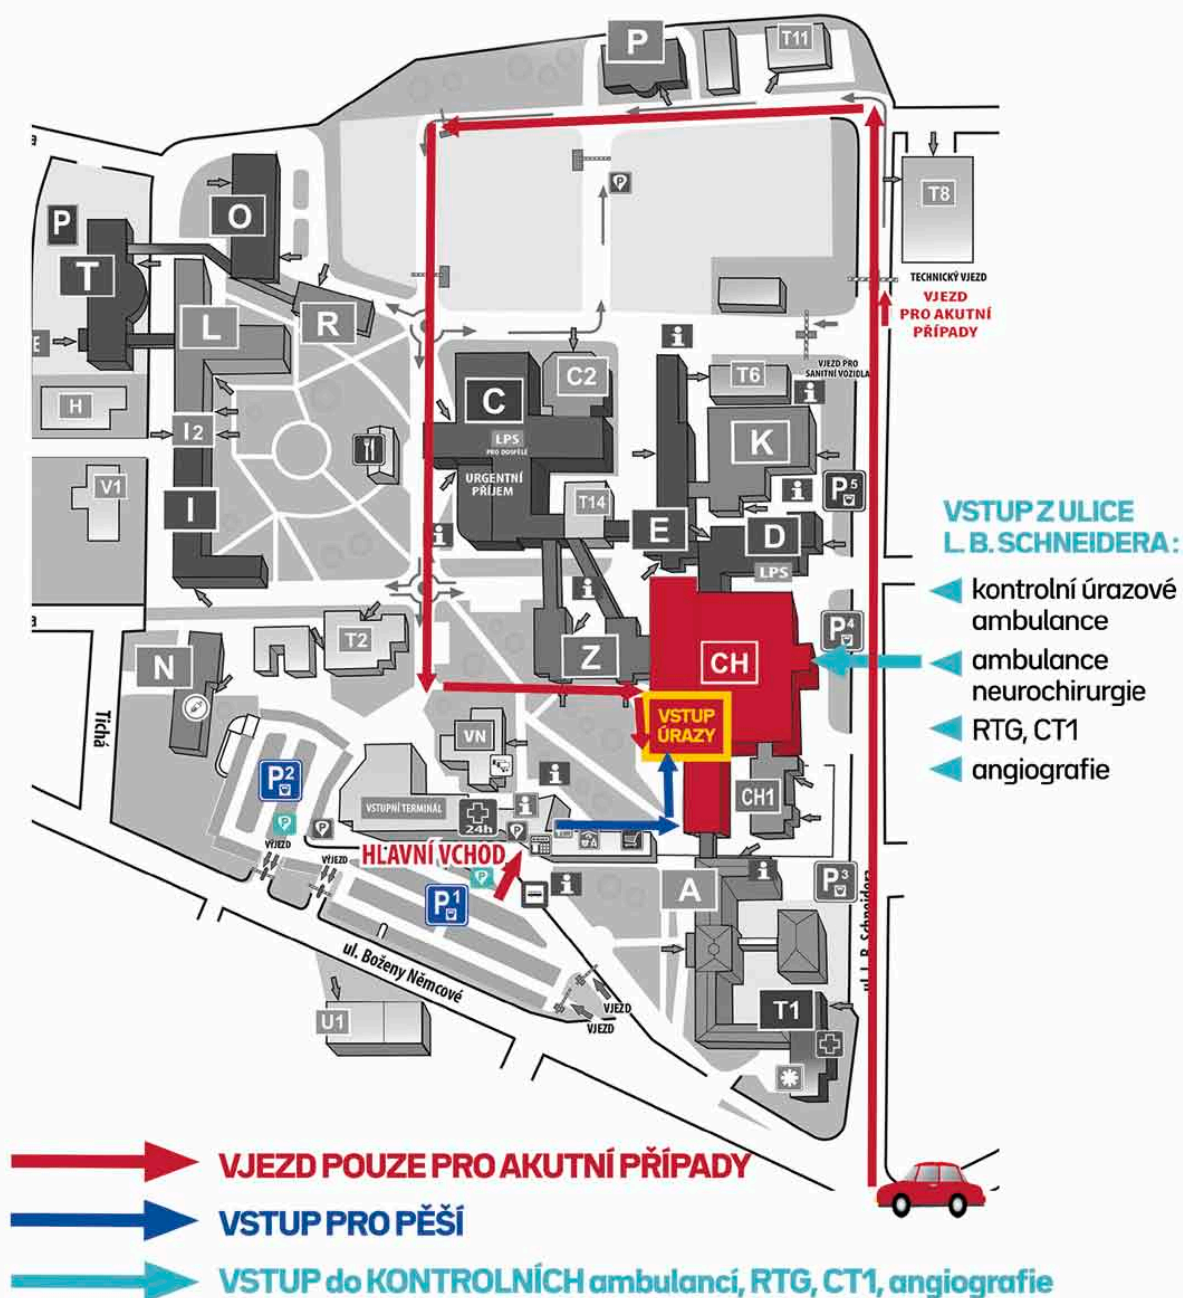 P
T11
T8
TECHNICKÝ VJEZD
VJEZD
PRO AKUTNÍ
PŘÍPADY
P
O
T
R
L
P
H
I2
I
V1
C
LPS
PRO DOSPĚLÉ
URGENTNÍ
PŘÍJEM
C2
T14
i
T6
VJEZD PRO
SANITNÍ VOZIDLA
i
K
i
P5
E
D
LPS
i
i
VSTUP Z ULICE
L. B. SCHNEIDERA:
kontrolní úrazové
ambulance
ambulance
neurochirurgie
RTG, CT1
angiografie
P4
CH
Z
T2
N
VSTUP
ÚRAZY
VN
i
CH1
Tichá
P2
VSTUPNÍ TERMINÁL
24h
i
P
P
P
VÝJEZD
VÝJEZD
HLAVNÍ VCHOD
P
P1
i
i
P3
A
ul. Boženy Němcové
VJEZD
VJEZD
ul. L. B. Schneidera
T1
U1
VJEZD POUZE PRO AKUTNÍ PŘÍPADY
VSTUP PRO PĚŠÍ
VSTUP do KONTROLNÍCH ambulancí, RTG, CT1, angiografie